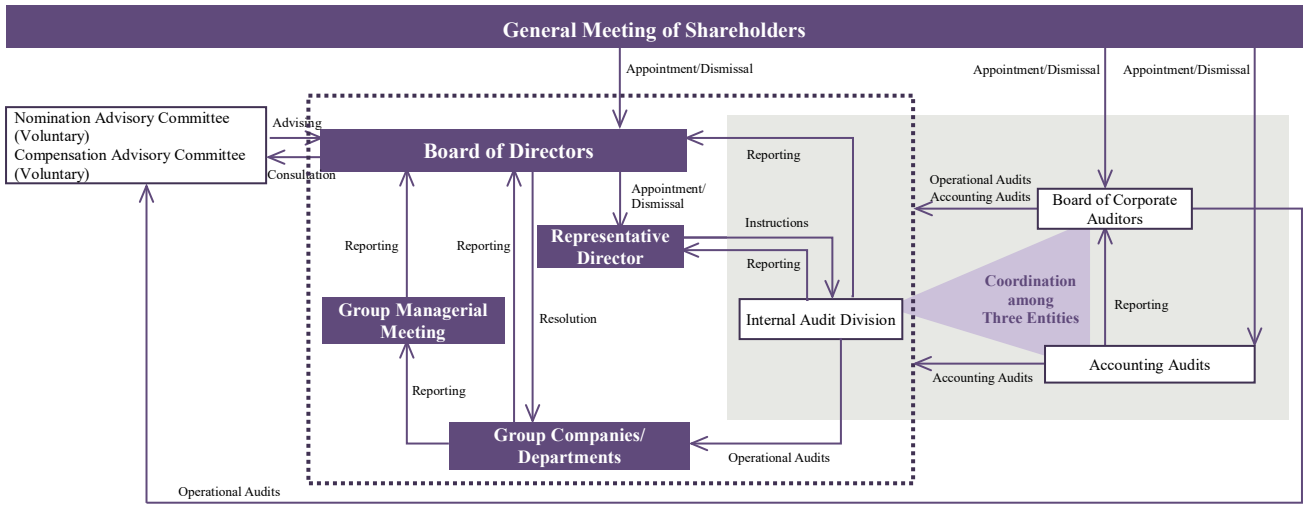 General Meeting of Shareholders
Appointment/Dismissal
Appointment/Dismissal
Appointment/Dismissal
Nomination Advisory Committee
(Voluntary)
Compensation Advisory Committee
(Voluntary)
Advising
Consultation
Board of Directors
Reporting
Appointment/
Dismissal
Operational Audits
Accounting Audits
Board of Corporate
Auditors
Reporting
Reporting
Representative
Director
Instructions
Reporting
Coordination
among
Three Entities
Reporting
Group Managerial
Meeting
Resolution
Internal Audit Division
Accounting Audits
Accounting Audits
Reporting
Group Companies/
Departments
Operational Audits
Operational Audits